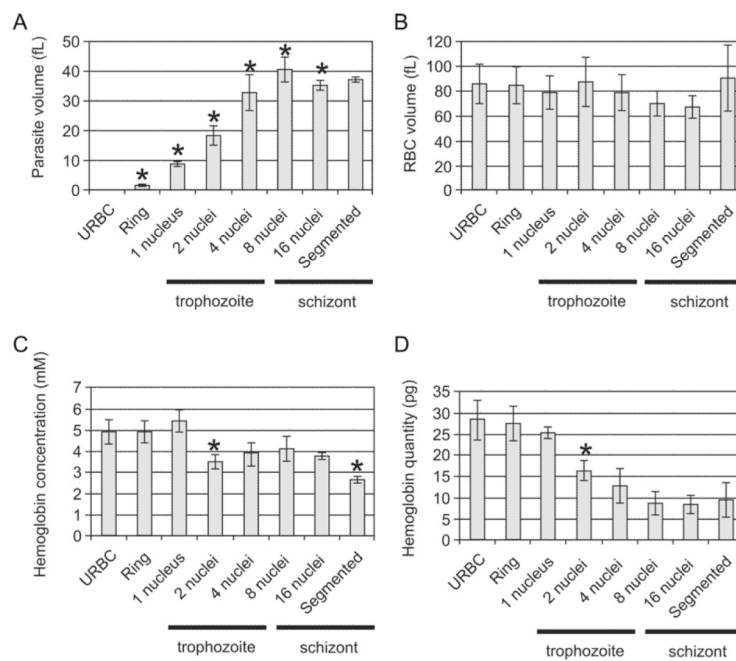 A
Parasite volume (fL)
50
40
30
20
10
0
* * * * * *
URBC
Ring
1 nucleus
2 nuclei
4 nuclei
8 nuclei
16 nuclei
Segmented
trophozoite
schizont
B
RBC volume (fL)
120
100
80
60
40
20
0
URBC
Ring
1 nucleus
2 nuclei
4 nuclei
8 nuclei
16 nuclei
Segmented
trophozoite
schizont
C
Hemoglobin concentration (mM)
7
6
5
4
3
2
1
0
* *
URBC
Ring
1 nucleus
2 nuclei
4 nuclei
8 nuclei
16 nuclei
Segmented
trophozoite
schizont
D
Hemoglobin quantity (pg)
35
30
25
20
15
10
5
0
*
URBC
Ring
1 nucleus
2 nuclei
4 nuclei
8 nuclei
16 nuclei
Segmented
trophozoite
schizont